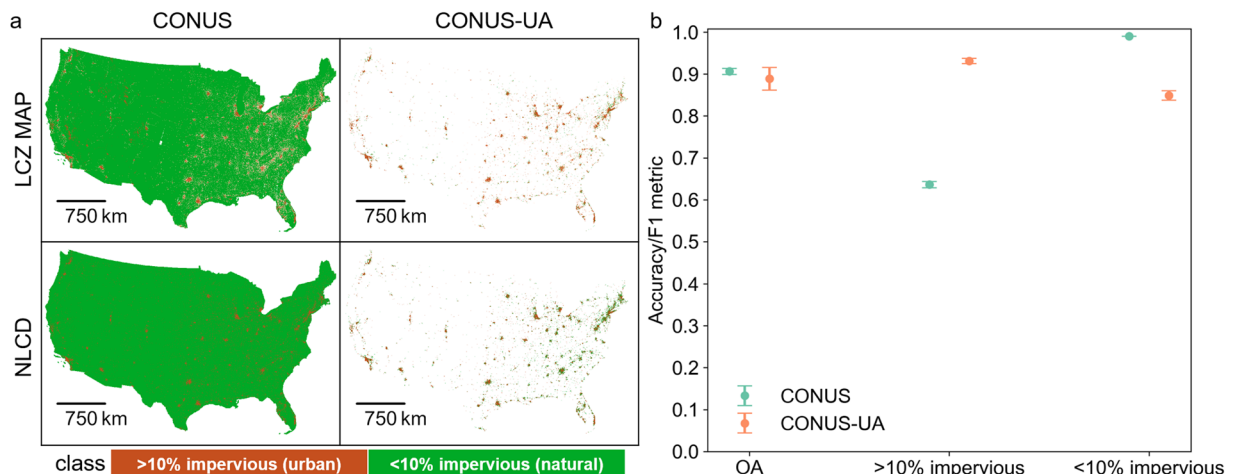 a
CONUS
CONUS-UA
LCZ MAP
750 km
750 km
NLCD
750 km
750 km
class
>10% impervious (urban)
<10% impervious (natural)
b
Accuracy/F1 metric
1.0
0.9
0.8
0.7
0.6
0.5
0.4
0.3
0.2
0.1
0.0
CONUS
CONUS-UA
OA
>10% impervious
<10% impervious